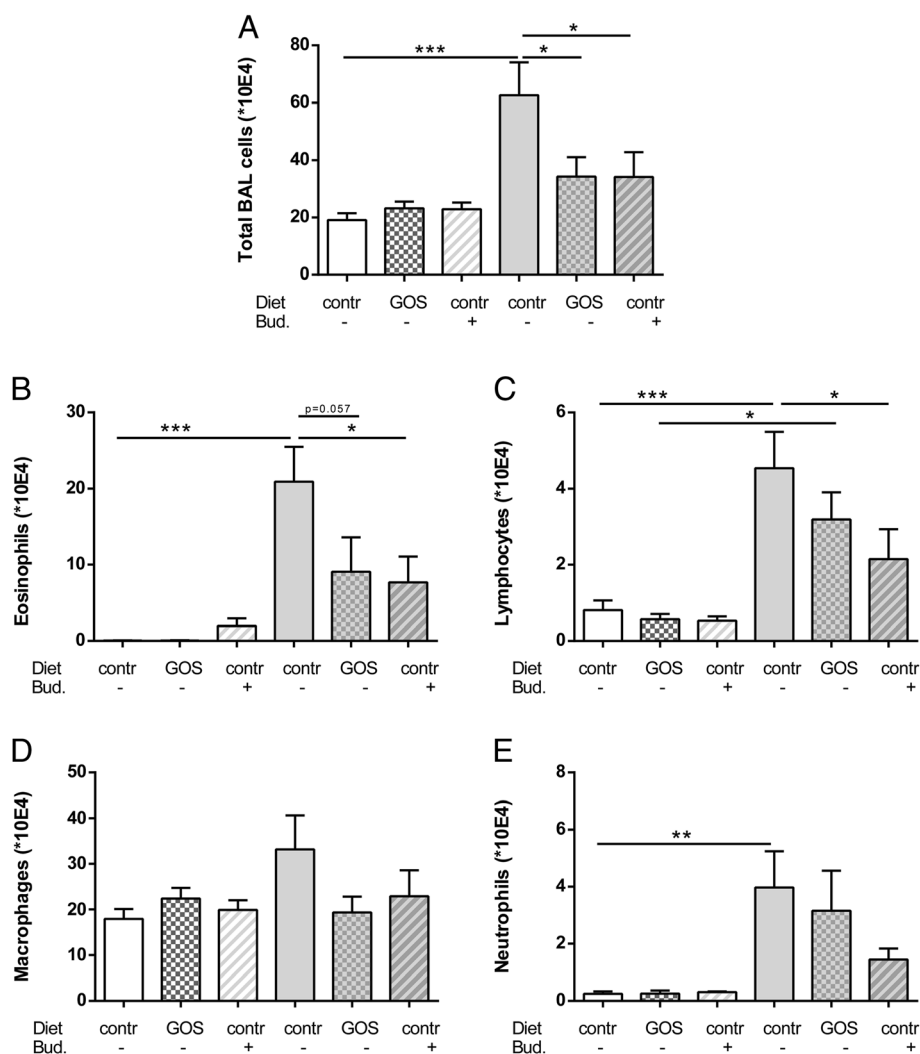 A
Total BAL cells (*10E4)
80
60
40
20
0
***
*
*
Diet contr GOS contr contr GOS contr
Bud. - - + - - +
B
Eosinophils (*10E4)
30
20
10
0
***
p=0.057
*
Diet contr GOS contr contr GOS contr
Bud. - - + - - +
C
Lymphocytes (*10E4)
6
4
2
0
***
*
*
Diet contr GOS contr contr GOS contr
Bud. - - + - - +
D
Macrophages (*10E4)
50
40
30
20
10
0
Diet contr GOS contr contr GOS contr
Bud. - - + - - +
E
Neutrophils (*10E4)
8
6
4
2
0
**
Diet contr GOS contr contr GOS contr
Bud. - - + - - +